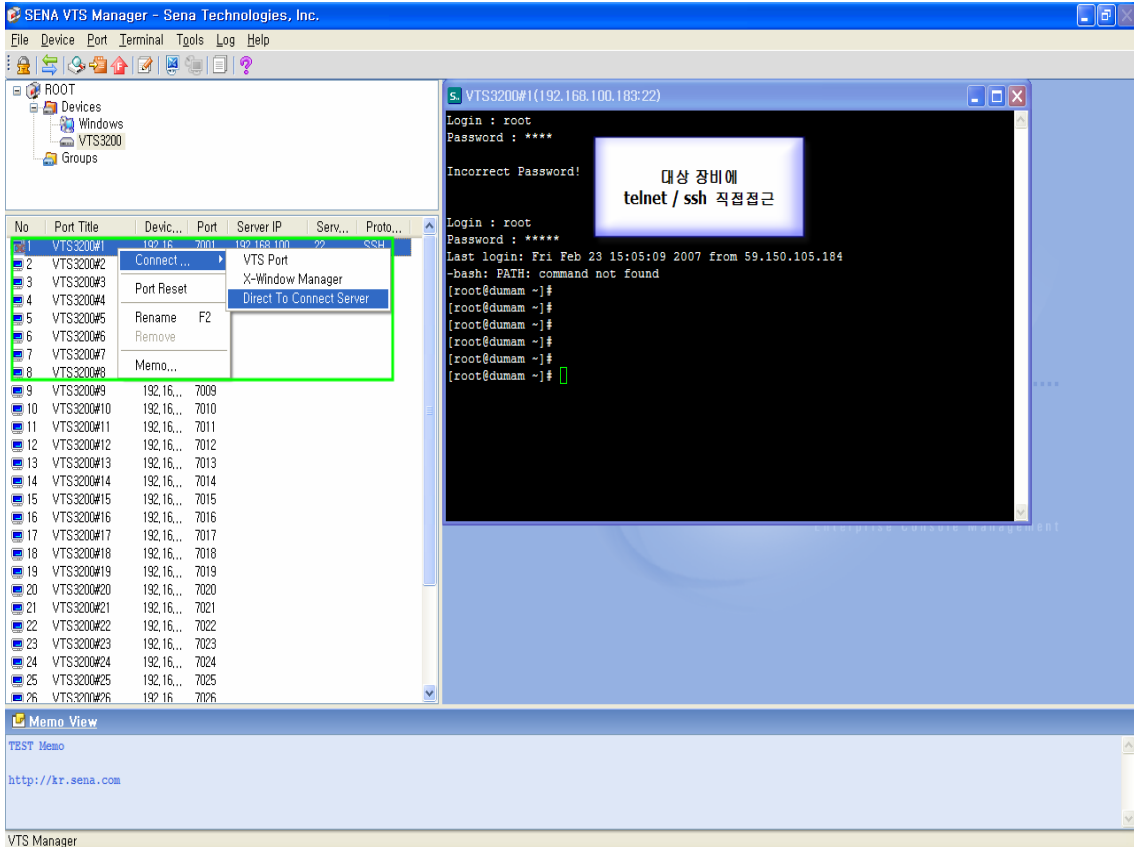 SENA VTS Manager - Sena Technologies, Inc.
File Device Port Terminal Tools Log Help
ROOT
Devices
Windows
VTS3200
Groups
No Port Title Devic... Port Server IP Serv... Proto...
1 VTS3200#1 192.16... 7001 192.168.100... 22 SSH
2 VTS3200#2
3 VTS3200#3
4 VTS3200#4
5 VTS3200#5
6 VTS3200#6
7 VTS3200#7
8 VTS3200#8
9 VTS3200#9 192.16... 7009
10 VTS3200#10 192.16... 7010
11 VTS3200#11 192.16... 7011
12 VTS3200#12 192.16... 7012
13 VTS3200#13 192.16... 7013
14 VTS3200#14 192.16... 7014
15 VTS3200#15 192.16... 7015
16 VTS3200#16 192.16... 7016
17 VTS3200#17 192.16... 7017
18 VTS3200#18 192.16... 7018
19 VTS3200#19 192.16... 7019
20 VTS3200#20 192.16... 7020
21 VTS3200#21 192.16... 7021
22 VTS3200#22 192.16... 7022
23 VTS3200#23 192.16... 7023
24 VTS3200#24 192.16... 7024
25 VTS3200#25 192.16... 7025
26 VTS3200#26 192.16... 7026
Connect ...
Port Reset
Rename F2
Remove
Memo...
VTS Port
X-Window Manager
Direct To Connect Server
VTS3200#1(192.168.100.183:22)
Login : root
Password : ****
Incorrect Password!
Login : root
Password : *****
Last login: Fri Feb 23 15:05:09 2007 from 59.150.105.184
-bash: PATH: command not found
[root@dumam ~]#
[root@dumam ~]#
[root@dumam ~]#
[root@dumam ~]#
[root@dumam ~]#
[root@dumam ~]#
대상 장비에
telnet / ssh 직접접근
Enterprise Console Management
Memo View
TEST Memo
http://kr.sena.com
VTS Manager